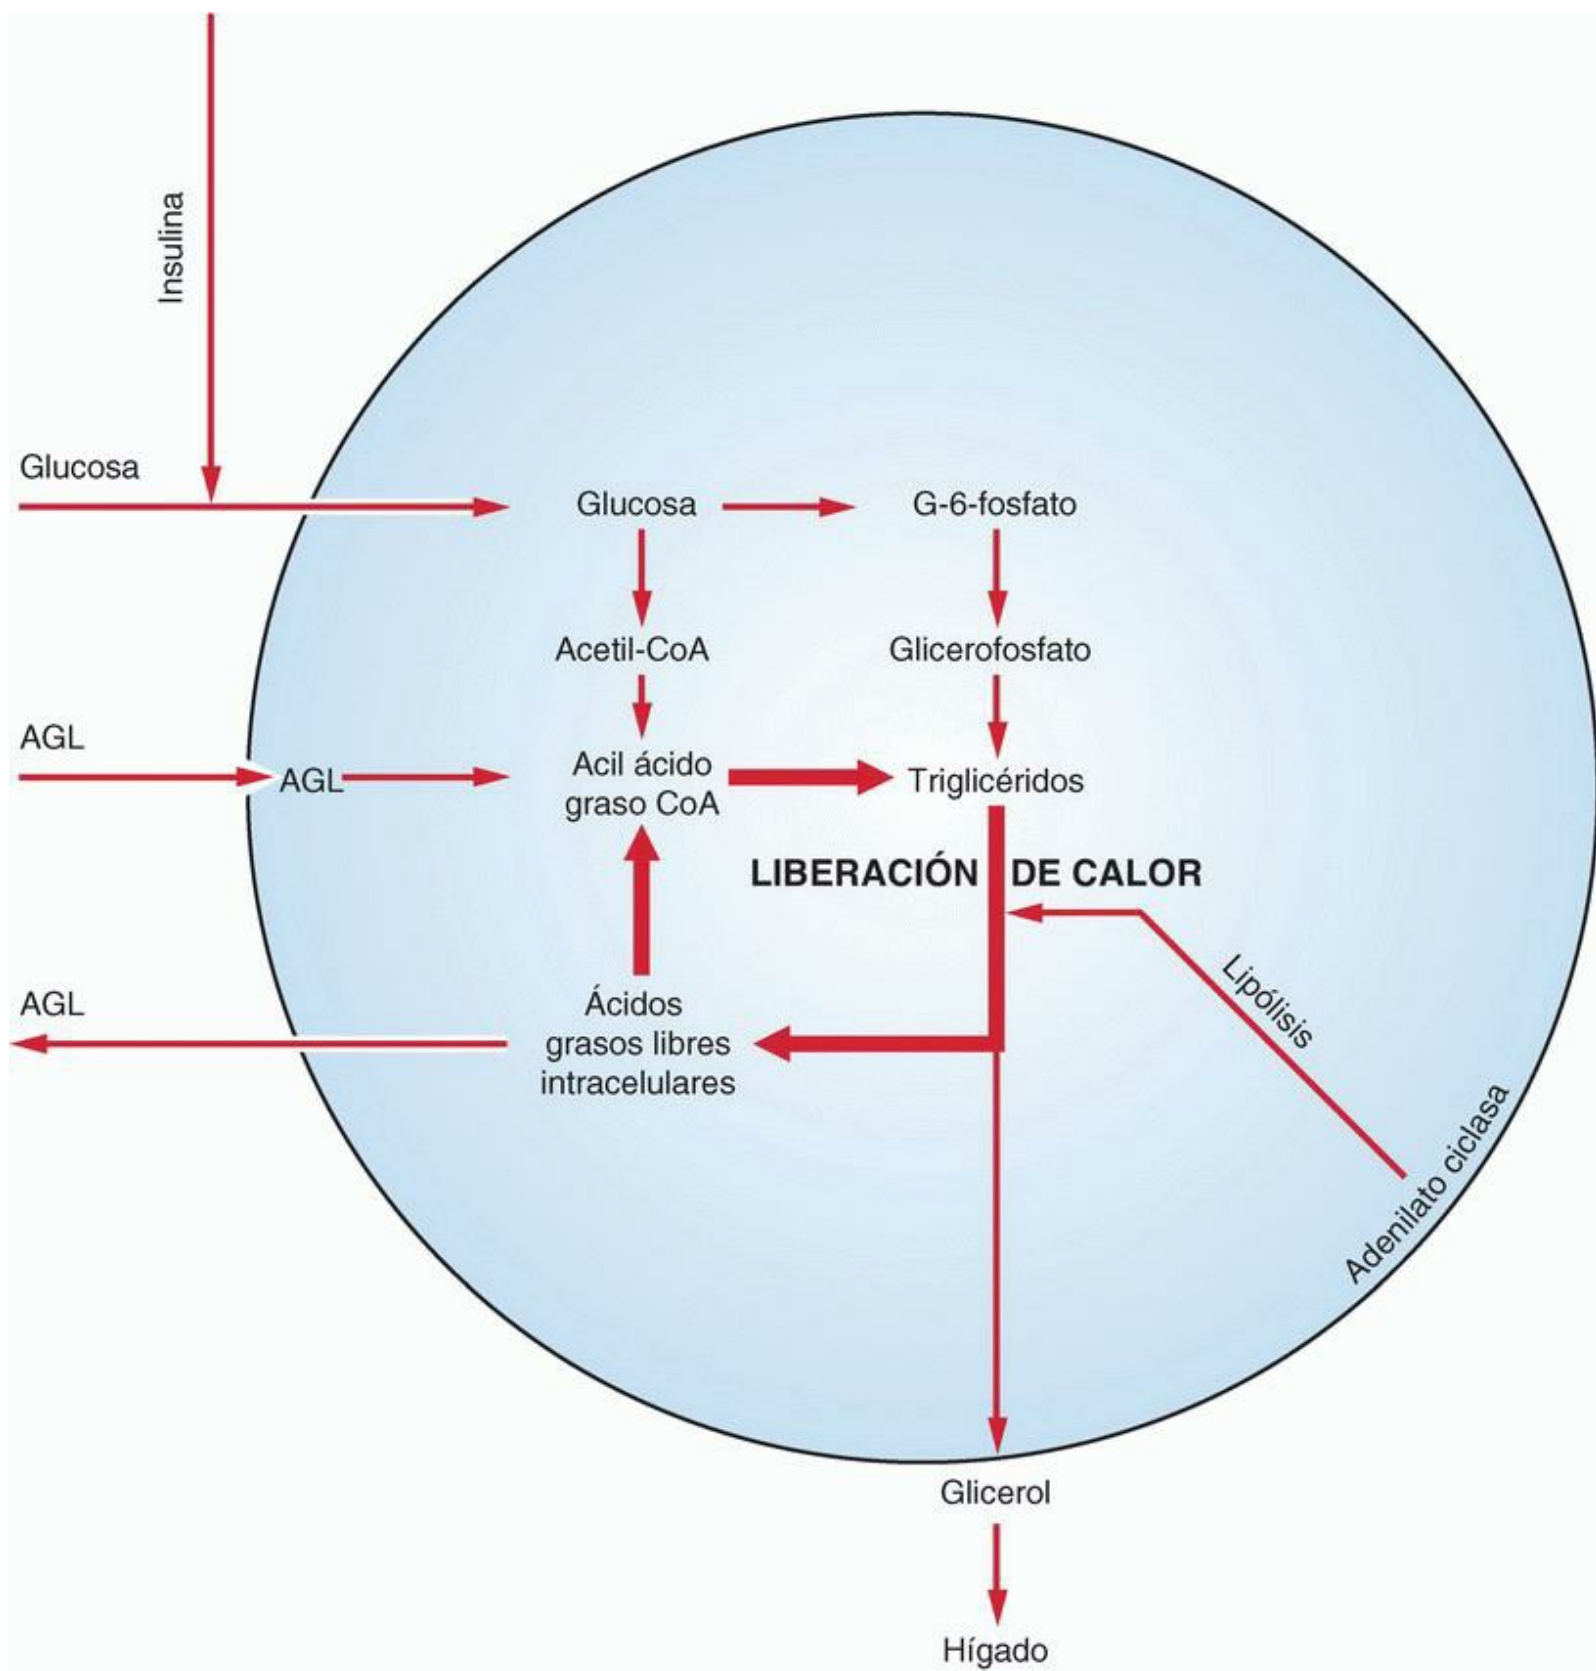 Insulina
Glucosa
Glucosa
G-6-fosfato
Acetil-CoA
Glicerofosfato
AGL
AGL
Acil ácido
graso CoA
Triglicéridos
LIBERACIÓN DE CALOR
Lipólisis
AGL
Ácidos
grasos libres
intracelulares
Adenilato ciclasa
Glicerol
Hígado